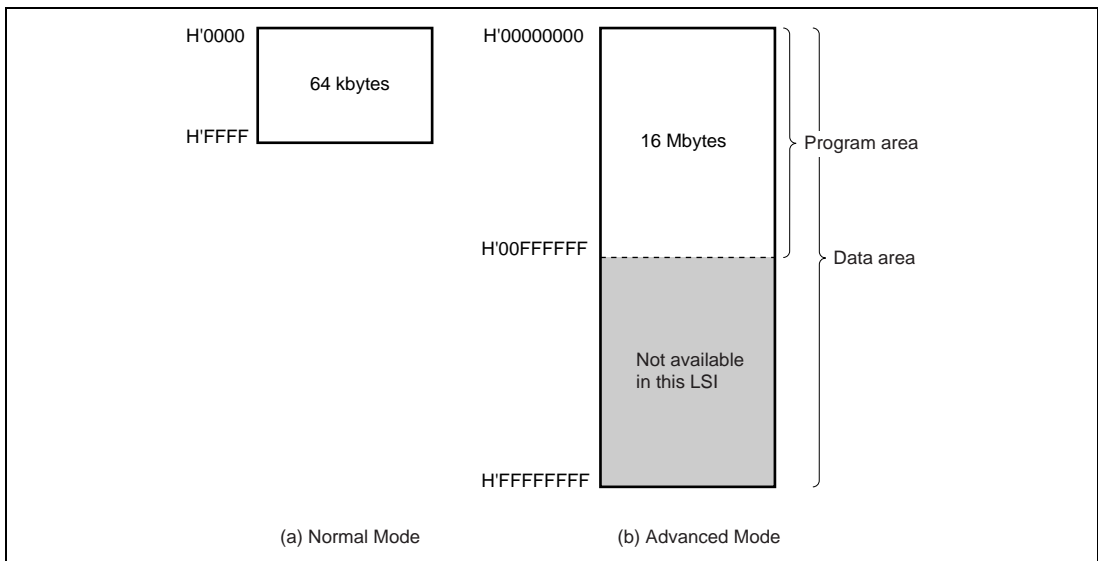 H'0000
64 kbytes
H'FFFF
(a) Normal Mode
H'00000000
16 Mbytes
H'00FFFFFF
Not available
in this LSI
H'FFFFFFFF
Program area
Data area
(b) Advanced Mode